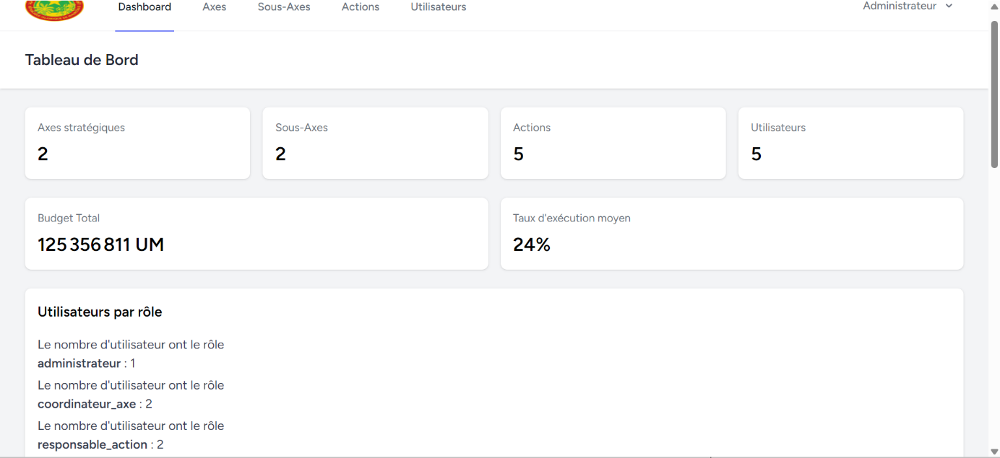 Dashboard
Axes
Sous-Axes
Actions
Utilisateurs
Administrateur
Tableau de Bord
Axes stratégiques
2
Sous-Axes
2
Actions
5
Utilisateurs
5
Budget Total
125 356 811 UM
Taux d'exécution moyen
24%
Utilisateurs par rôle
Le nombre d'utilisateur ont le rôle
administrateur : 1
Le nombre d'utilisateur ont le rôle
coordinateur_axe : 2
Le nombre d'utilisateur ont le rôle
responsable_action : 2